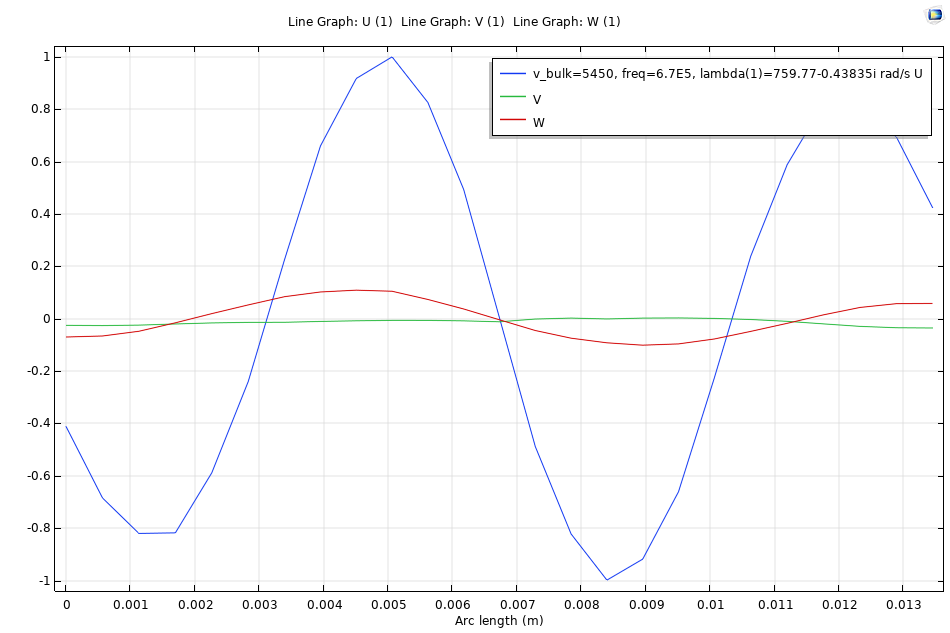 Line Graph: U (1)  Line Graph: V (1)  Line Graph: W (1)
v_bulk=5450, freq=6.7E5, lambda(1)=759.77-0.43835i rad/s U
V
W
1
0.8
0.6
0.4
0.2
0
-0.2
-0.4
-0.6
-0.8
-1
0 0.001 0.002 0.003 0.004 0.005 0.006 0.007 0.008 0.009 0.01 0.011 0.012 0.013
Arc length (m)